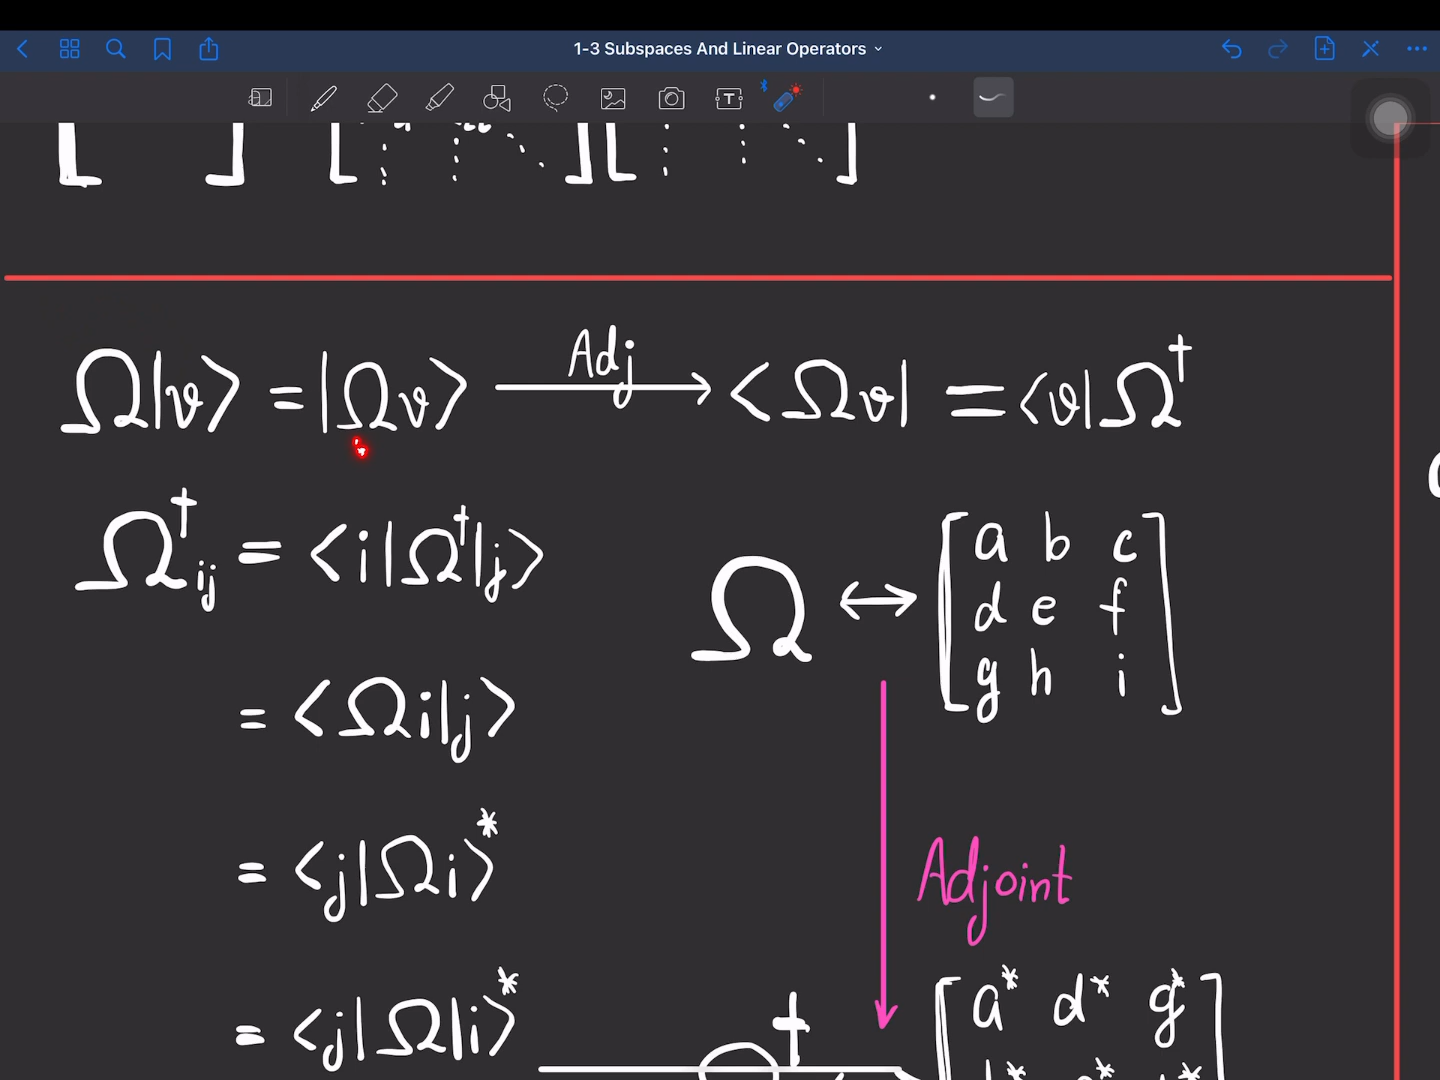 1-3 Subspaces And Linear Operators
Ω|v⟩ = |Ωv⟩ Adj → <Ωv| = <v|Ω†
Ω†ij = <i|Ω†|j>
Ω ↔ [a b c
d e f
g h i]
= <Ωi|j>
= <j|Ωi>*
Adjoint
= <j|Ω|i>*
†
a* d* g*